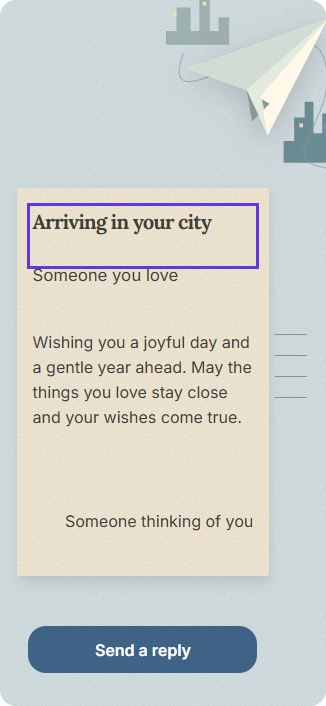 Arriving in your city
Someone you love
Wishing you a joyful day and
a gentle year ahead. May the
things you love stay close
and your wishes come true.
Someone thinking of you
Send a reply